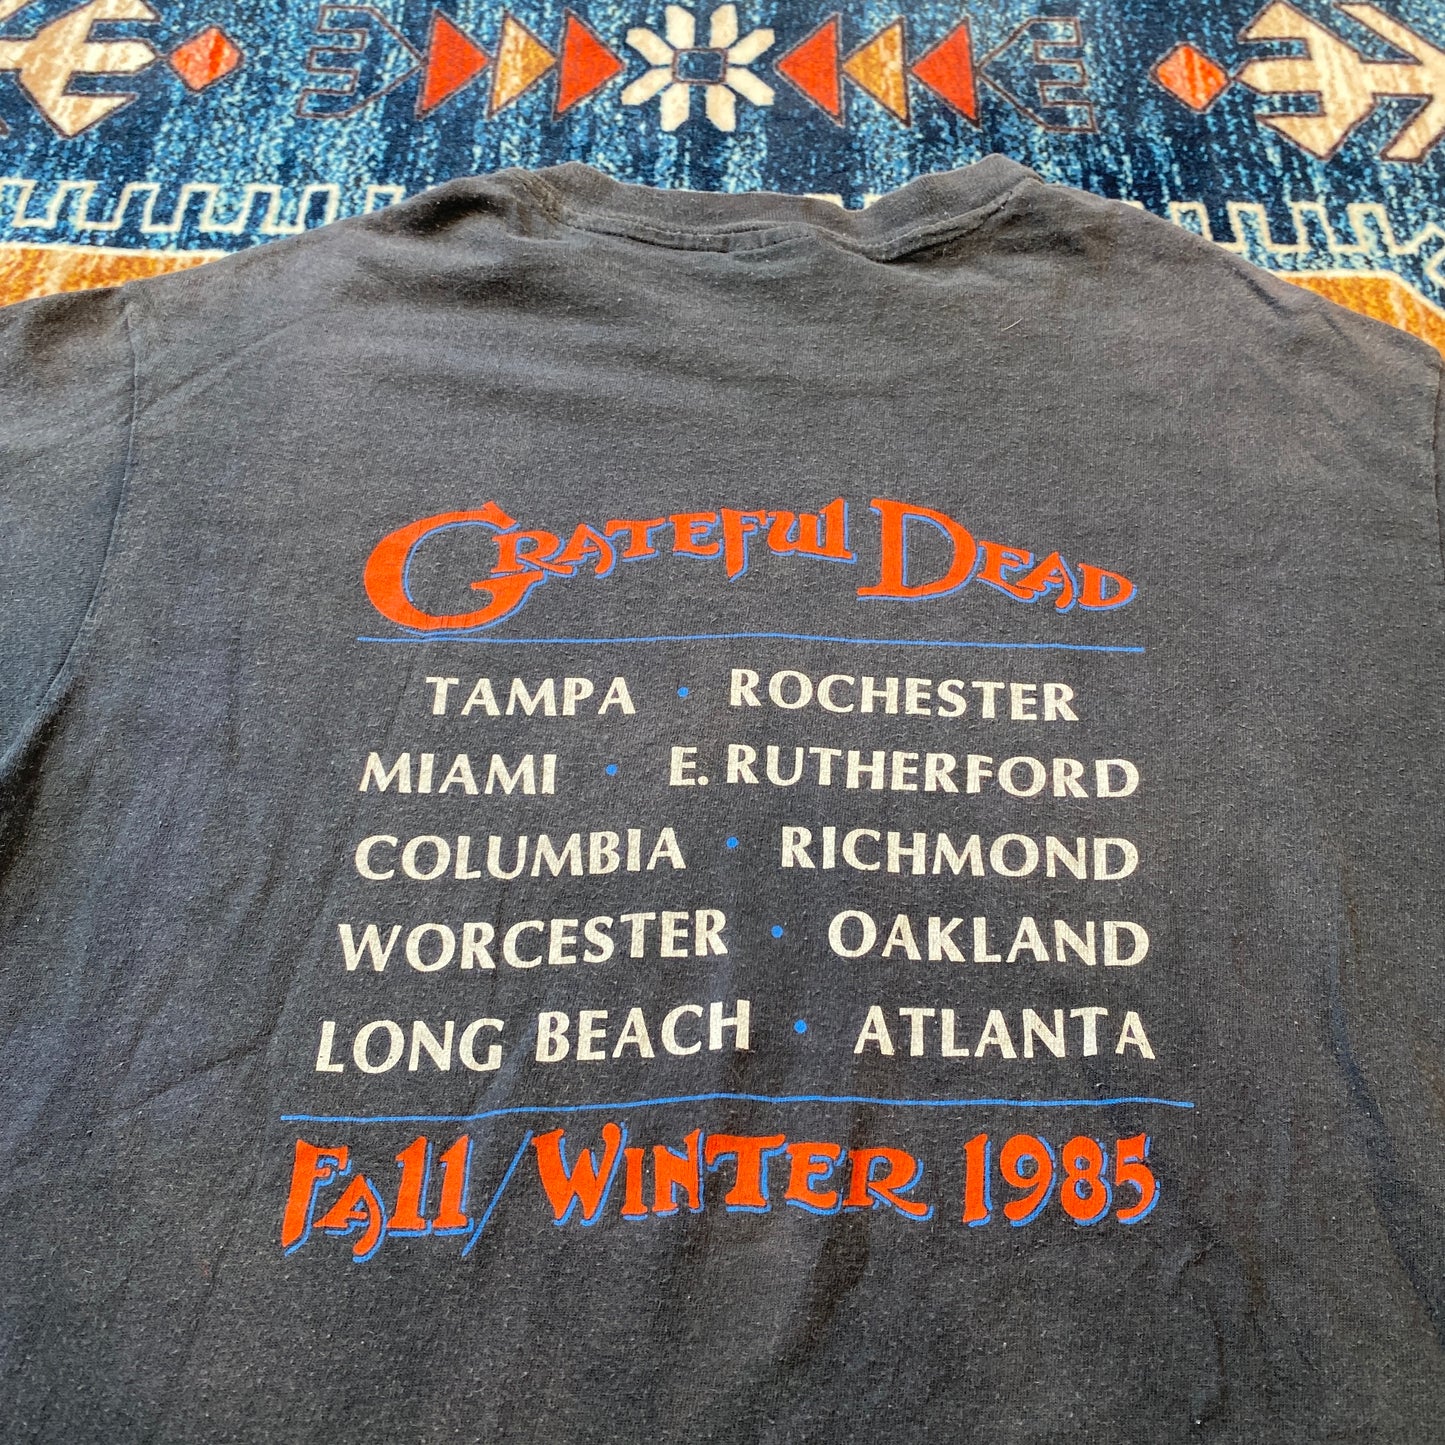 GRATEFUL DEAD
TAMPA • ROCHESTER
MIAMI • E. RUTHERFORD
COLUMBIA • RICHMOND
WORCESTER • OAKLAND
LONG BEACH • ATLANTA
FALL/WINTER 1985